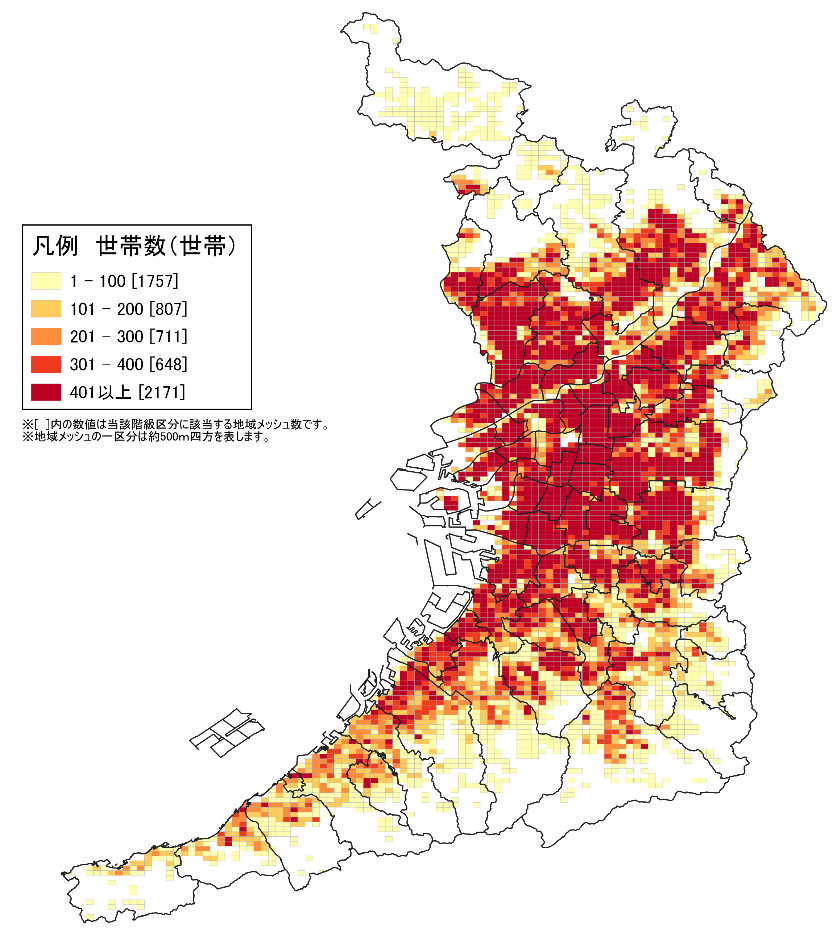 凡例　世帯数（世帯）
1 － 100 [1757]
101 － 200 [807]
201 － 300 [711]
301 － 400 [648]
401以上 [2171]
※[　]内の数値は当該階級区分に該当する地域メッシュ数です。
※地域メッシュの一区分は約500m四方を表します。